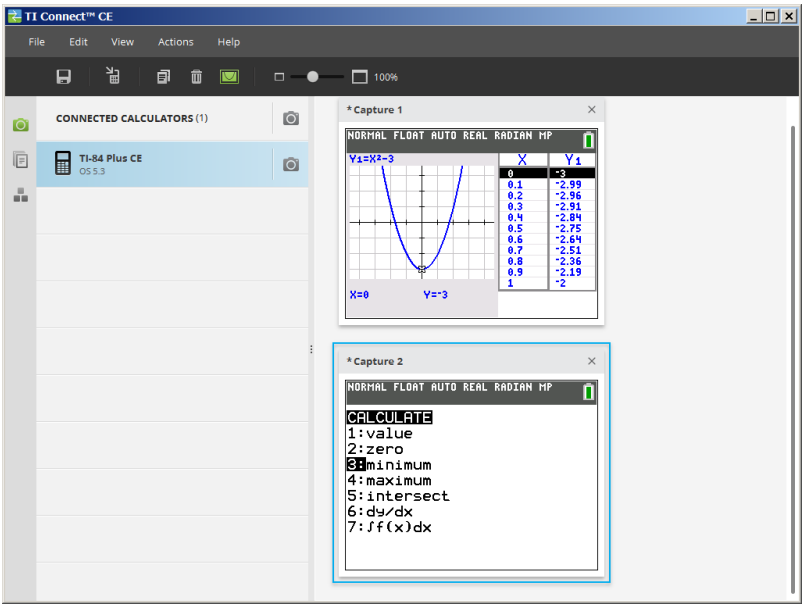 TI Connect™ CE
File Edit View Actions Help
100%
CONNECTED CALCULATORS (1)
TI-84 Plus CE
OS 5.3
*Capture 1
NORMAL FLOAT AUTO REAL RADIAN MP
Y₁=X²-3
X Y₁
0 -3
0.1 -2.99
0.2 -2.96
0.3 -2.91
0.4 -2.84
0.5 -2.75
0.6 -2.64
0.7 -2.51
0.8 -2.36
0.9 -2.19
1 -2
X=0 Y=-3
*Capture 2
NORMAL FLOAT AUTO REAL RADIAN MP
CALCULATE
1:value
2:zero
3:minimum
4:maximum
5:intersect
6:dy/dx
7:∫f(x)dx